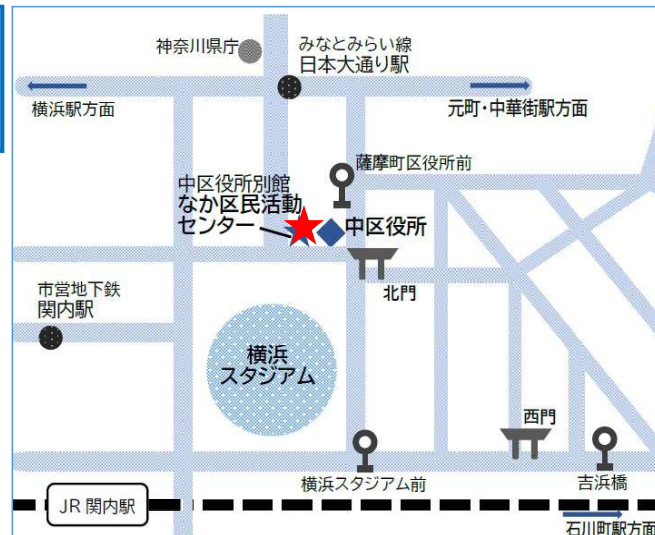 神奈川県庁
みなとみらい線
日本大通り駅
横浜駅方面
元町・中華街駅方面
薩摩町区役所前
中区役所別館
なか区民活動
センター
中区役所
北門
市営地下鉄
関内駅
横浜
スタジアム
西門
横浜スタジアム前
吉浜橋
JR 関内駅
石川町駅方面